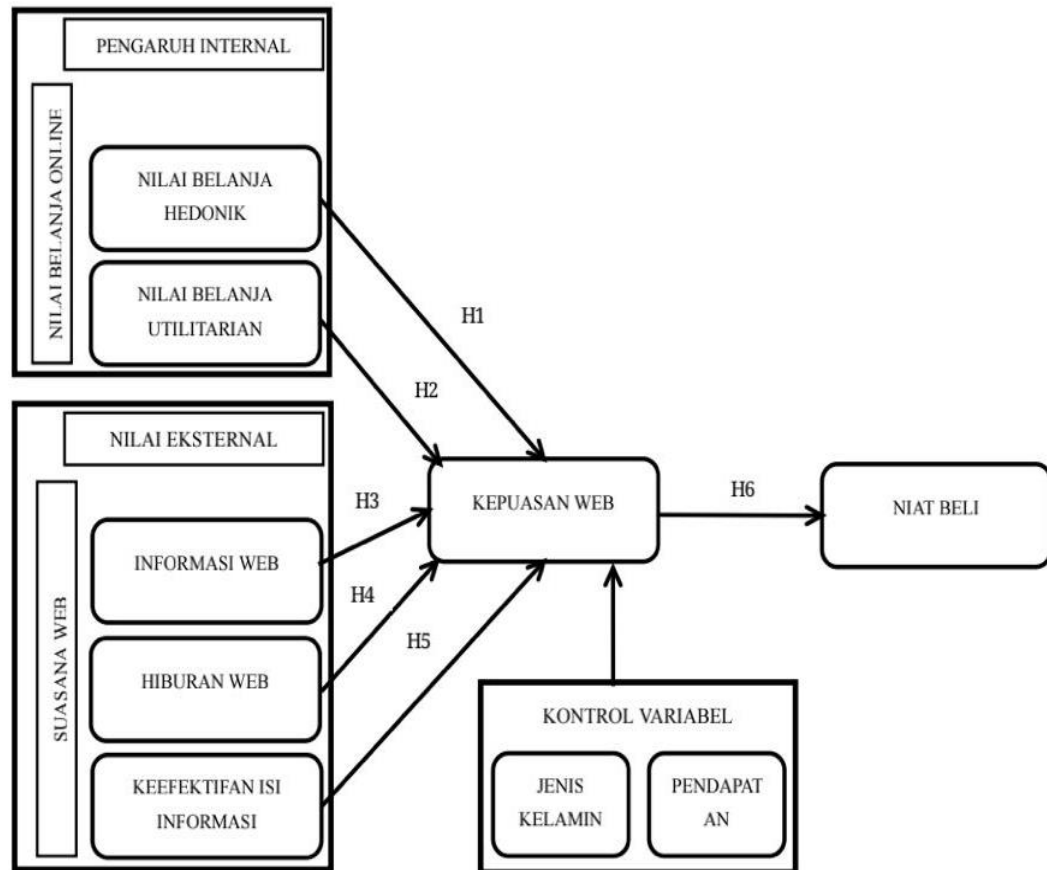 PENGARUH INTERNAL
NILAI BELANJA ONLINE
NILAI BELANJA
HEDONIK
NILAI BELANJA
UTILITARIAN
H1
H2
NILAI EKSTERNAL
SUASANA WEB
INFORMASI WEB
HIBURAN WEB
KEEFEKTIFAN ISI
INFORMASI
H3
H4
H5
KEPUASAN WEB
H6
NIAT BELI
KONTROL VARIABEL
JENIS
KELAMIN
PENDAPAT
AN